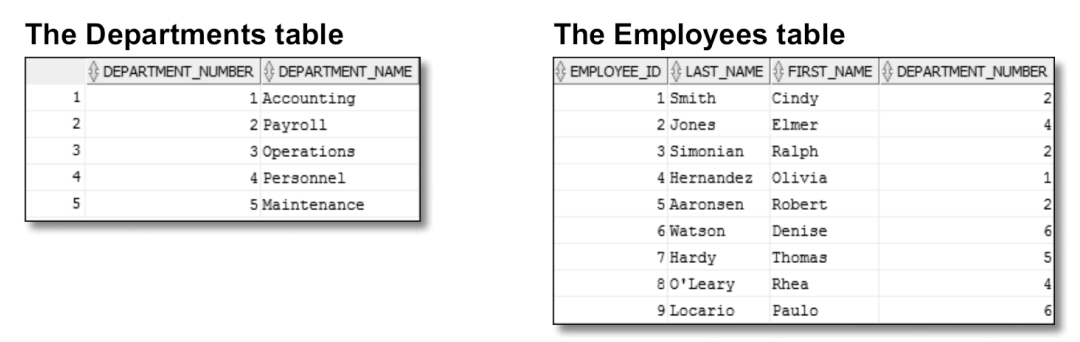 The Departments table
DEPARTMENT_NUMBER DEPARTMENT_NAME
1 1 Accounting
2 2 Payroll
3 3 Operations
4 4 Personnel
5 5 Maintenance
The Employees table
EMPLOYEE_ID LAST_NAME FIRST_NAME DEPARTMENT_NUMBER
1 Smith Cindy 2
2 Jones Elmer 4
3 Simonian Ralph 2
4 Hernandez Olivia 1
5 Aaronsen Robert 2
6 Watson Denise 6
7 Hardy Thomas 5
8 O'Leary Rhea 4
9 Locario Paulo 6